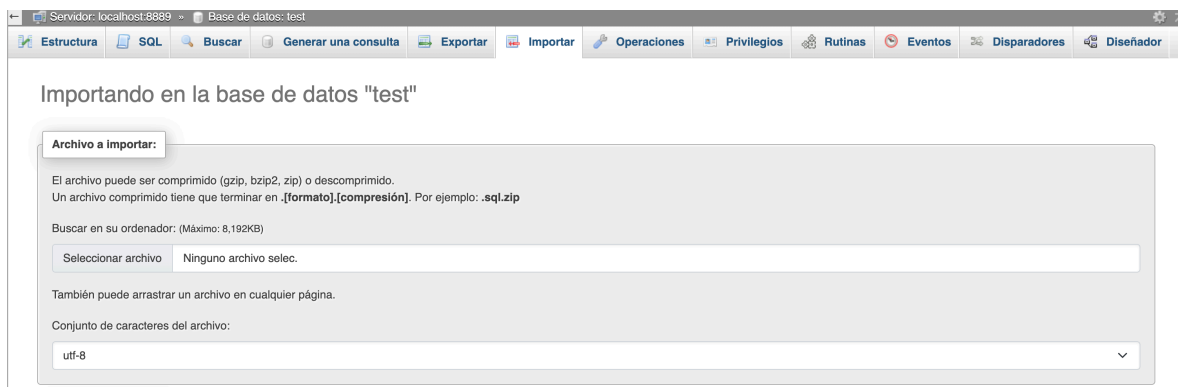 ← Servidor: localhost:8889 » Base de datos: test
Estructura SQL Buscar Generar una consulta Exportar Importar Operaciones Privilegios Rutinas Eventos Disparadores Diseñador
Importando en la base de datos "test"
Archivo a importar:
El archivo puede ser comprimido (gzip, bzip2, zip) o descomprimido.
Un archivo comprimido tiene que terminar en .[formato].[compresión]. Por ejemplo: .sql.zip
Buscar en su ordenador: (Máximo: 8,192KB)
Seleccionar archivo Ninguno archivo selec.
También puede arrastrar un archivo en cualquier página.
Conjunto de caracteres del archivo:
utf-8